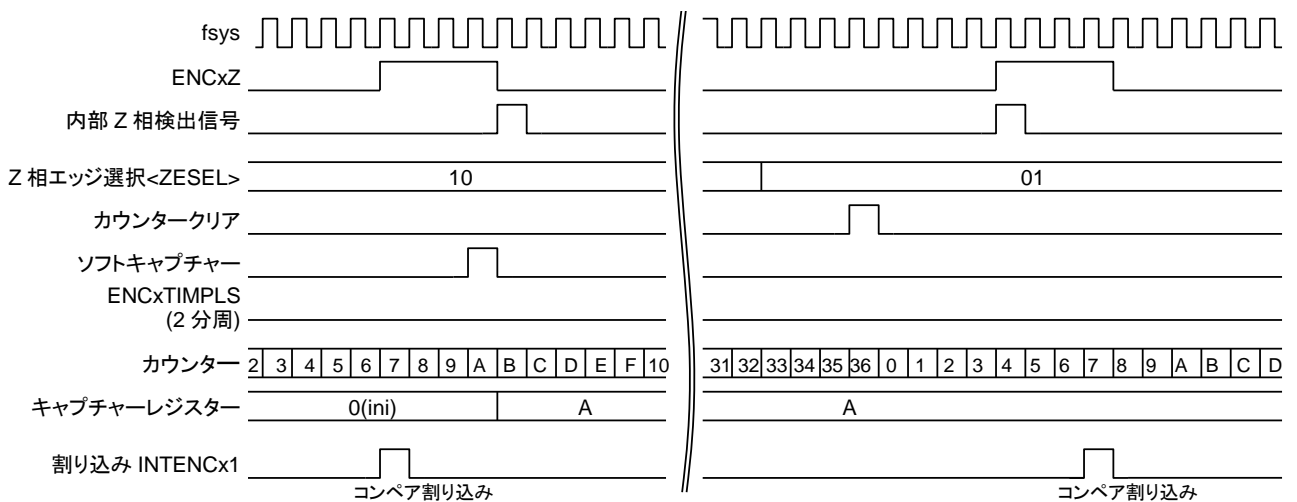 fsys
ENCxZ
内部 Z 相検出信号
Z 相エッジ選択<ZESEL> 10 01
カウンタークリア
ソフトキャプチャー
ENCxTIMPLS
(2 分周)
カウンター 2 3 4 5 6 7 8 9 A B C D E F 10 31 32 33 34 35 36 0 1 2 3 4 5 6 7 8 9 A B C D
キャプチャーレジスター 0(ini) A A
割り込み INTENCx1
コンペア割り込み コンペア割り込み